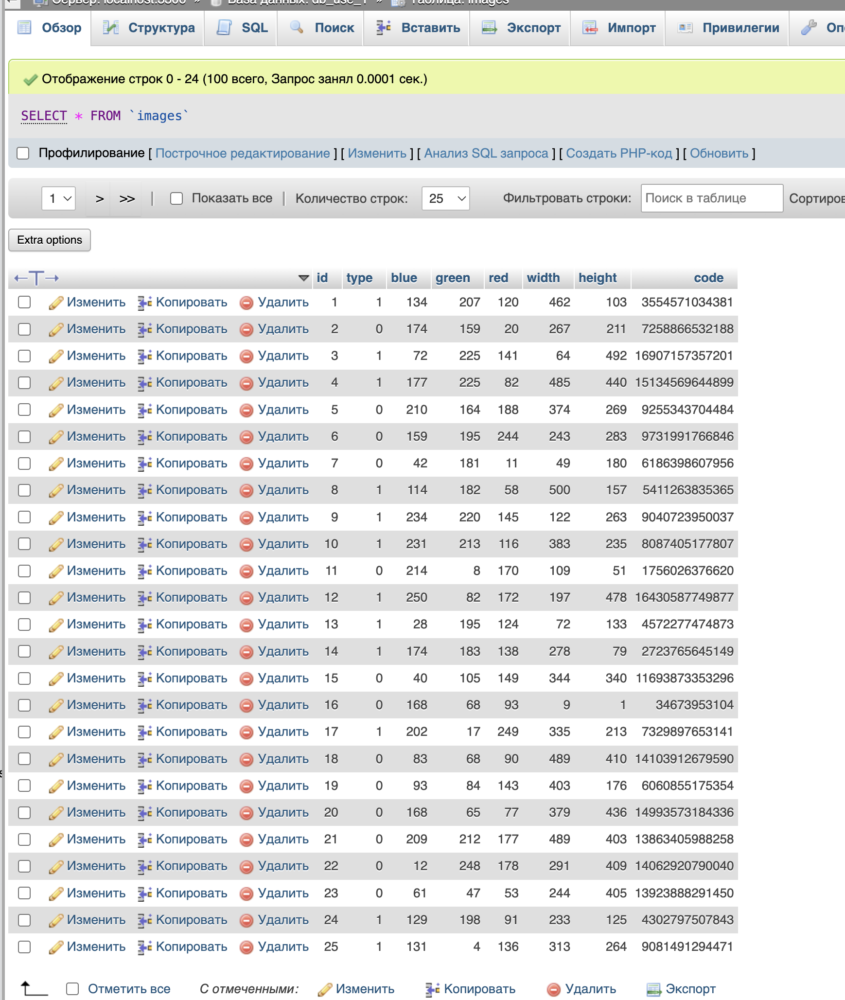 Сервер: localhost:3306 » База данных: db_use_1 » Таблица: images
Обзор Структура SQL Поиск Вставить Экспорт Импорт Привилегии
Отображение строк 0 - 24 (100 всего, Запрос занял 0.0001 сек.)
SELECT * FROM `images`
Профилирование [ Построчное редактирование ] [ Изменить ] [ Анализ SQL запроса ] [ Создать PHP-код ] [ Обновить ]
1 > >> | Показать все | Количество строк: 25 Фильтровать строки: Поиск в таблице
Extra options
←T→ id type blue green red width height code
Изменить Копировать Удалить 1 1 134 207 120 462 103 3554571034381
Изменить Копировать Удалить 2 0 174 159 20 267 211 7258866532188
Изменить Копировать Удалить 3 1 72 225 141 64 492 16907157357201
Изменить Копировать Удалить 4 1 177 225 82 485 440 15134569644899
Изменить Копировать Удалить 5 0 210 164 188 374 269 9255343704484
Изменить Копировать Удалить 6 0 159 195 244 243 283 9731991766846
Изменить Копировать Удалить 7 0 42 181 11 49 180 6186398607956
Изменить Копировать Удалить 8 1 114 182 58 500 157 5411263835365
Изменить Копировать Удалить 9 1 234 220 145 122 263 9040723950037
Изменить Копировать Удалить 10 1 231 213 116 383 235 8087405177807
Изменить Копировать Удалить 11 0 214 8 170 109 51 1756026376620
Изменить Копировать Удалить 12 1 250 82 172 197 478 16430587749877
Изменить Копировать Удалить 13 1 28 195 124 72 133 4572277474873
Изменить Копировать Удалить 14 1 174 183 138 278 79 2723765645149
Изменить Копировать Удалить 15 0 40 105 149 344 340 11693873353296
Изменить Копировать Удалить 16 0 168 68 93 9 1 34673953104
Изменить Копировать Удалить 17 1 202 17 249 335 213 7329897653141
Изменить Копировать Удалить 18 0 83 68 90 489 410 14103912679590
Изменить Копировать Удалить 19 0 93 84 143 403 176 6060855175354
Изменить Копировать Удалить 20 0 168 65 77 379 436 14993573184336
Изменить Копировать Удалить 21 0 209 212 177 489 403 13863405988258
Изменить Копировать Удалить 22 0 12 248 178 291 409 14062920790040
Изменить Копировать Удалить 23 0 61 47 53 244 405 13923888291450
Изменить Копировать Удалить 24 1 129 198 91 233 125 4302797507843
Изменить Копировать Удалить 25 1 131 4 136 313 264 9081491294471
Отметить все С отмеченными: Изменить Копировать Удалить Экспорт